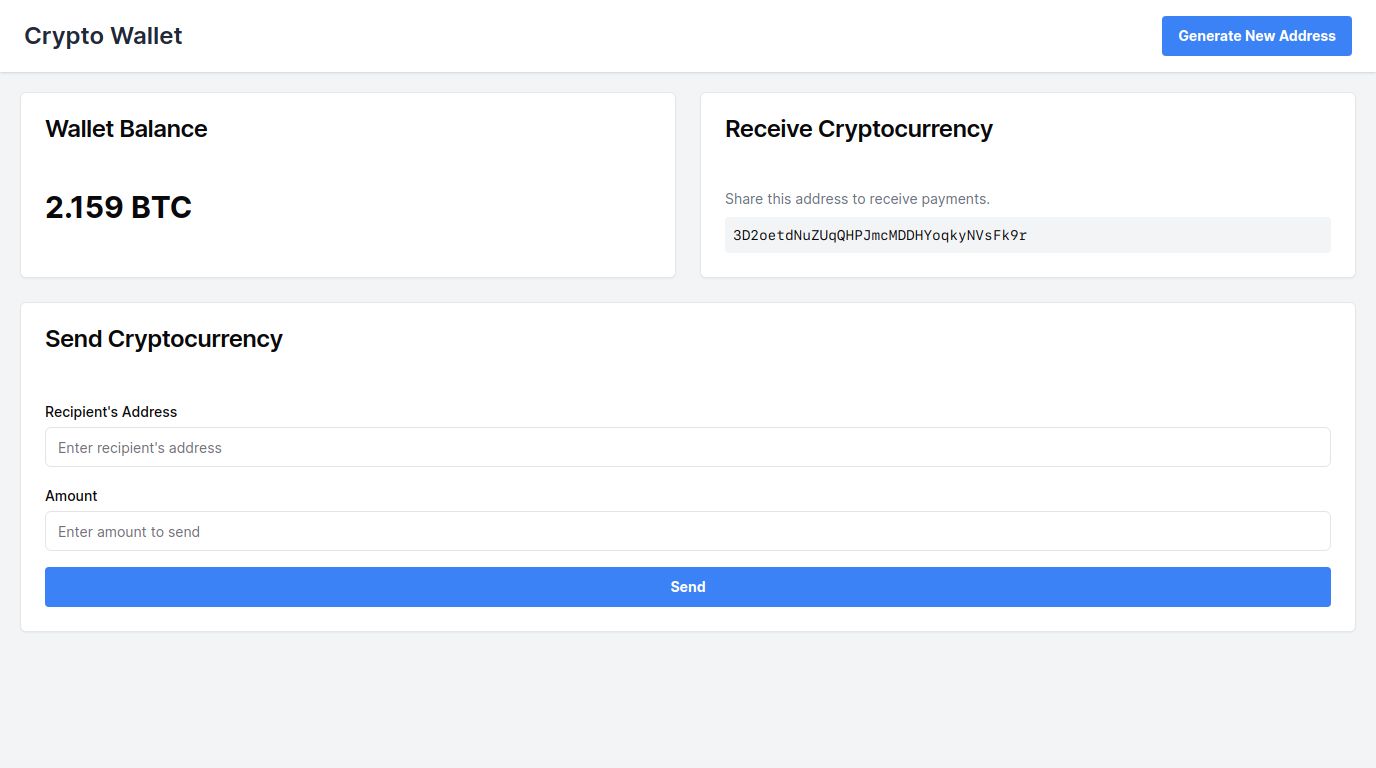 Crypto Wallet
Generate New Address
Wallet Balance
2.159 BTC
Receive Cryptocurrency
Share this address to receive payments.
3D2oetdNuZUqQHPJmcMDDHYoqkyNVsFk9r
Send Cryptocurrency
Recipient's Address
Enter recipient's address
Amount
Enter amount to send
Send